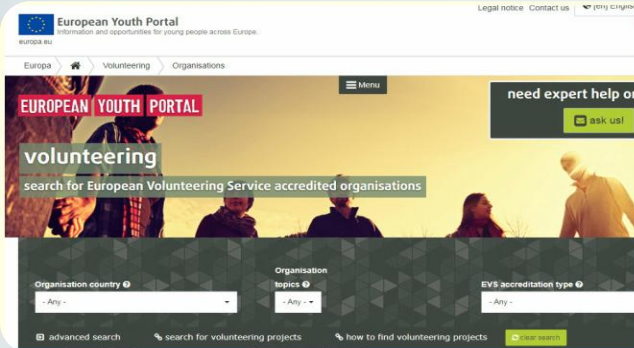 Legal notice Contact us [en] English
European Youth Portal
Information and opportunities for young people across Europe.
europa.eu
Europa Volunteering Organisations
Menu
EUROPEAN YOUTH PORTAL
need expert help or
ask us!
volunteering
search for European Volunteering Service accredited organisations
Organisation country
Organisation
topics
EVS accreditation type
- Any -
- Any -
- Any -
advanced search
search for volunteering projects
how to find volunteering projects
clear search